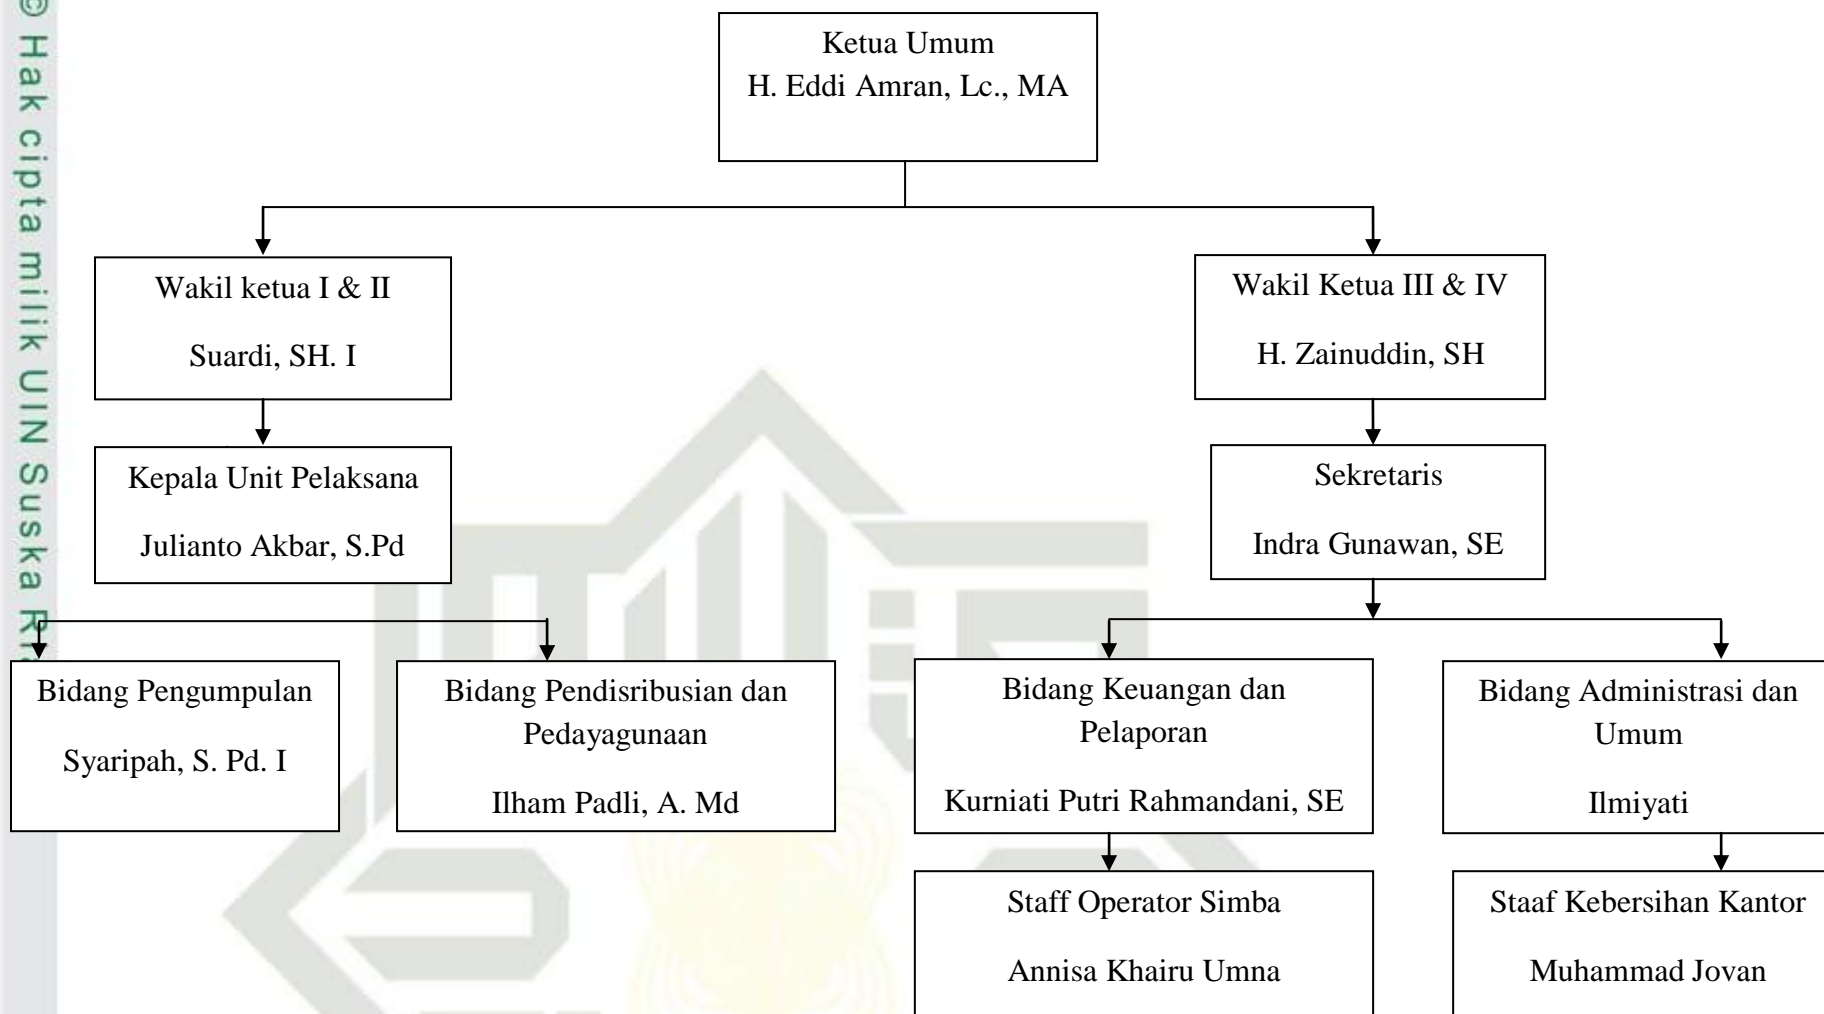 © Hak cipta milik UIN Suska
Ketua Umum
H. Eddi Amran, Lc., MA
Wakil ketua I & II
Suardi, SH. I
Wakil Ketua III & IV
H. Zainuddin, SH
Kepala Unit Pelaksana
Julianto Akbar, S.Pd
Sekretaris
Indra Gunawan, SE
Bidang Pengumpulan
Syaripah, S. Pd. I
Bidang Pendisribusian dan
Pedayagunaan
Ilham Padli, A. Md
Bidang Keuangan dan
Pelaporan
Kurniati Putri Rahmandani, SE
Bidang Administrasi dan
Umum
Ilmiyati
Staff Operator Simba
Annisa Khairu Umna
Staaf Kebersihan Kantor
Muhammad Jovan